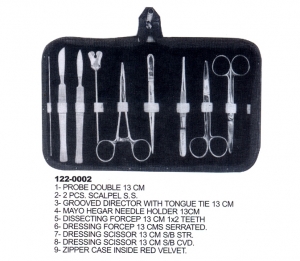 122-0002
1- PROBE DOUBLE 13 CM
2- 2 PCS. SCALPEL S.S.
3- GROOVED DIRECTOR WITH TONGUE TIE 13 CM
4- MAYO HEGAR NEEDLE HOLDER 13CM
5- DISSECTING FORCEP 13 CM 1x2 TEETH
6- DRESSING FORCEP 13 CMS SERRATED.
7- DRESSING SCISSOR 13 CM S/B STR.
8- DRESSING SCISSOR 13 CM S/B CVD.
9- ZIPPER CASE INSIDE RED VELVET.